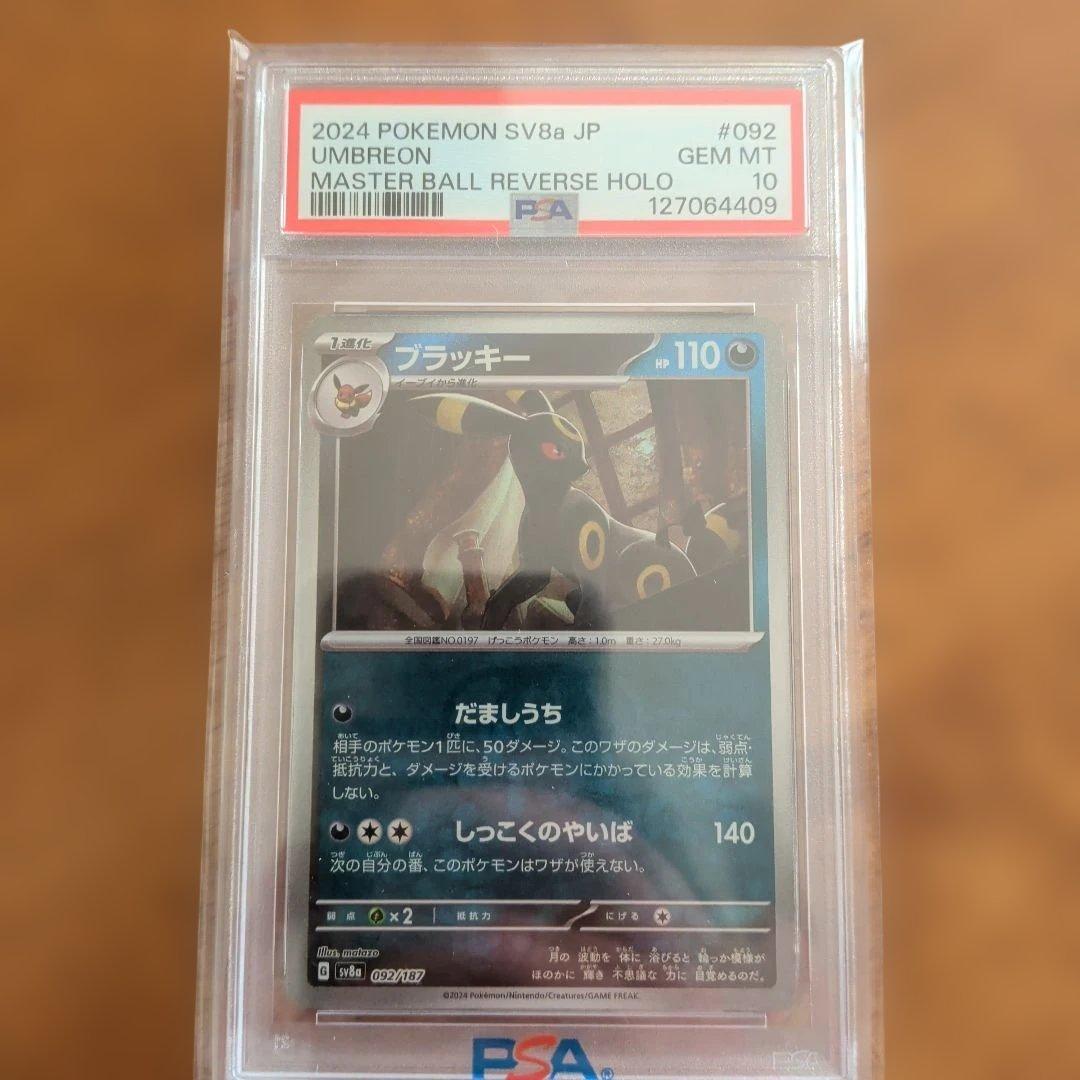 2024 POKEMON SV8a JP #092
UMBREON GEM MT
MASTER BALL REVERSE HOLO 10
PSA 127064409
1進化 ブラッキー HP 110
イーブイから進化
全国図鑑NO.0197 げっこうポケモン 高さ:1.0m 重さ:27.0kg
だましうち
相手のポケモン1匹に、50ダメージ。このワザのダメージは、弱点・
抵抗力と、ダメージを受けるポケモンにかかっている効果を計算
しない。
しっこくのやいば 140
次の自分の番、このポケモンはワザが使えない。
弱点 ×2 抵抗力 にげる
Illus. matazo
月の 波動を 体に 浴びると 輪っか模様が
G sv8a 092/187 ほのかに 輝き 不思議な 力に 目覚めるのだ。
©2024 Pokémon/Nintendo/Creatures/GAME FREAK.
PSA®
PSA